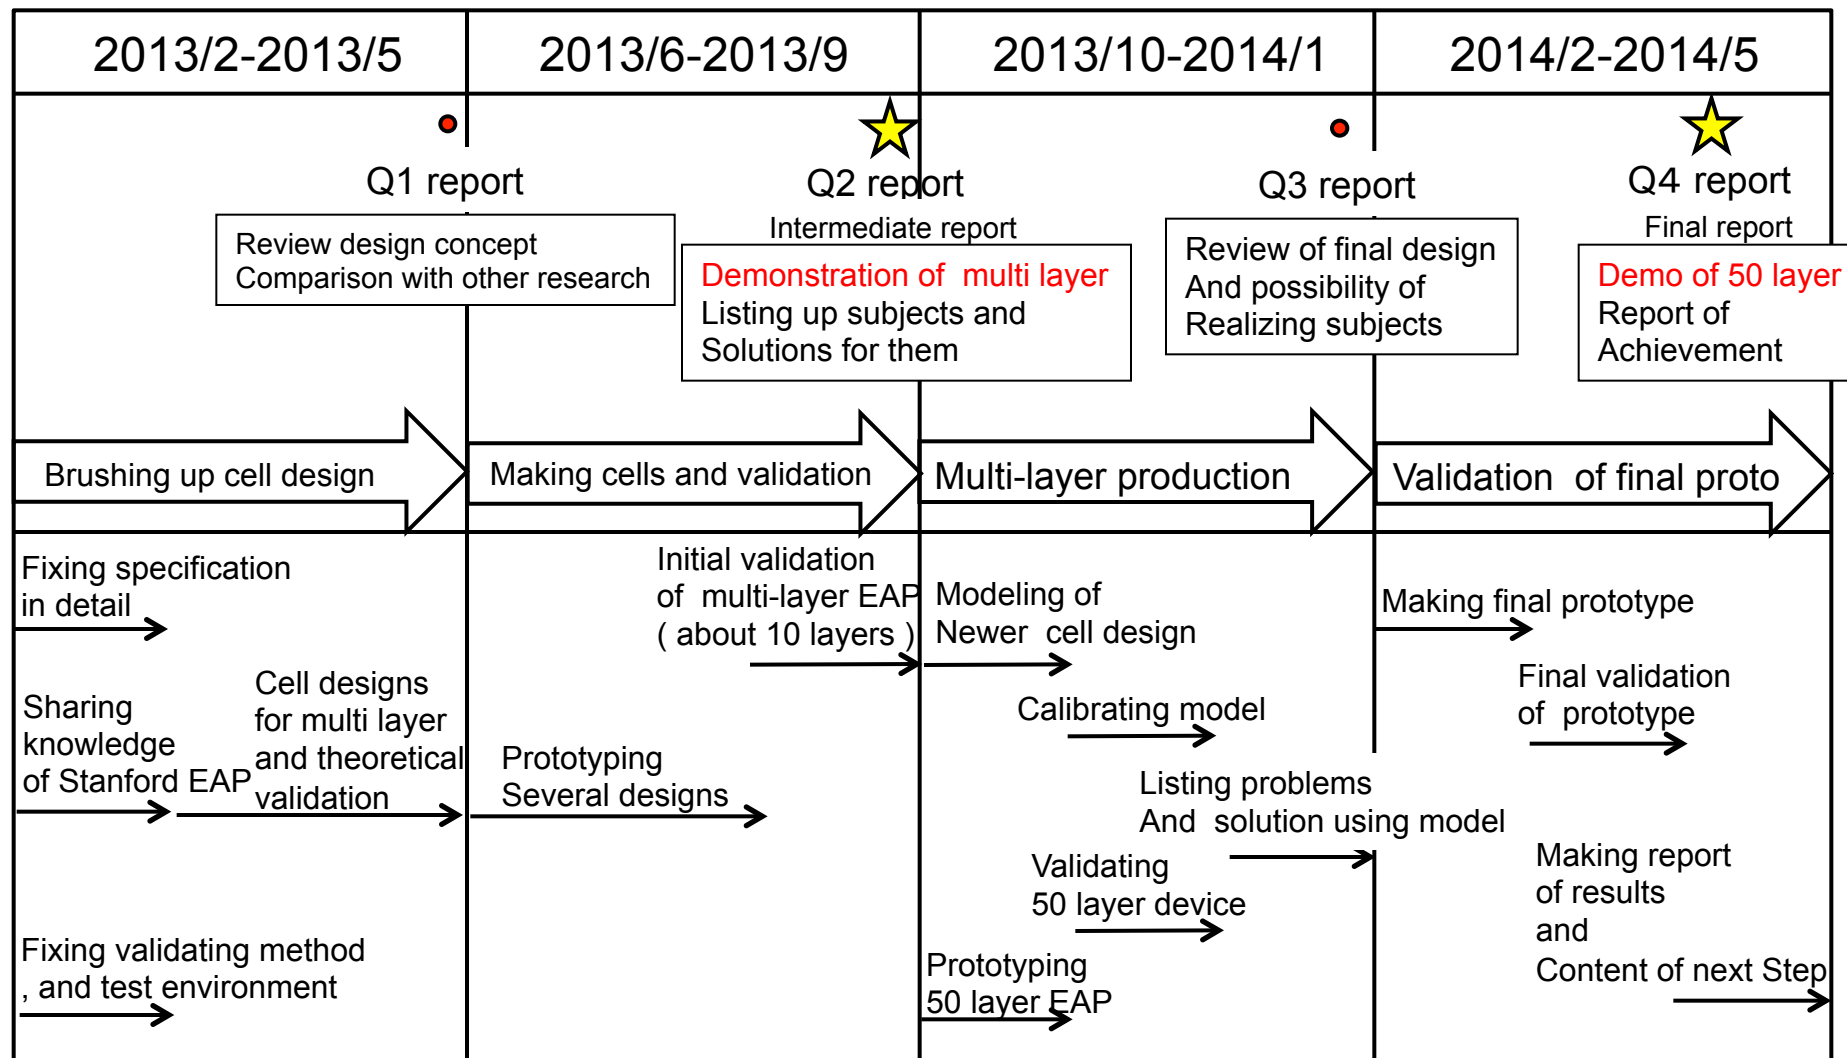 2013/2-2013/5
2013/6-2013/9
2013/10-2014/1
2014/2-2014/5
Q1 report
Review design concept
Comparison with other research
Q2 report
Intermediate report
Demonstration of multi layer
Listing up subjects and
Solutions for them
Q3 report
Review of final design
And possibility of
Realizing subjects
Q4 report
Final report
Demo of 50 layer
Report of
Achievement
Brushing up cell design
Making cells and validation
Multi-layer production
Validation of final proto
Fixing specification
in detail
Sharing
knowledge
of Stanford EAP
Cell designs
for multi layer
and theoretical
validation
Fixing validating method
, and test environment
Initial validation
of multi-layer EAP
( about 10 layers )
Prototyping
Several designs
Modeling of
Newer cell design
Calibrating model
Listing problems
And solution using model
Validating
50 layer device
Prototyping
50 layer EAP
Making final prototype
Final validation
of prototype
Making report
of results
and
Content of next Step